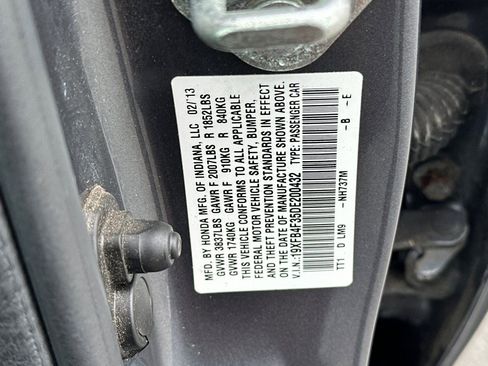 MFD. BY HONDA MFG. OF INDIANA, LLC 02/13
GVWR 3837LBS GAWR F 2007LBS R 1852LBS
GVWR 1740KG GAWR F 910KG R 840KG
THIS VEHICLE CONFORMS TO ALL APPLICABLE
FEDERAL MOTOR VEHICLE SAFETY, BUMPER,
AND THEFT PREVENTION STANDARDS IN EFFECT
ON THE DATE OF MANUFACTURE SHOWN ABOVE.
V.I.N.:19XFB4F35DE200432 TYPE: PASSENGER CAR
TT1 D LM9 -NH737M -B -E